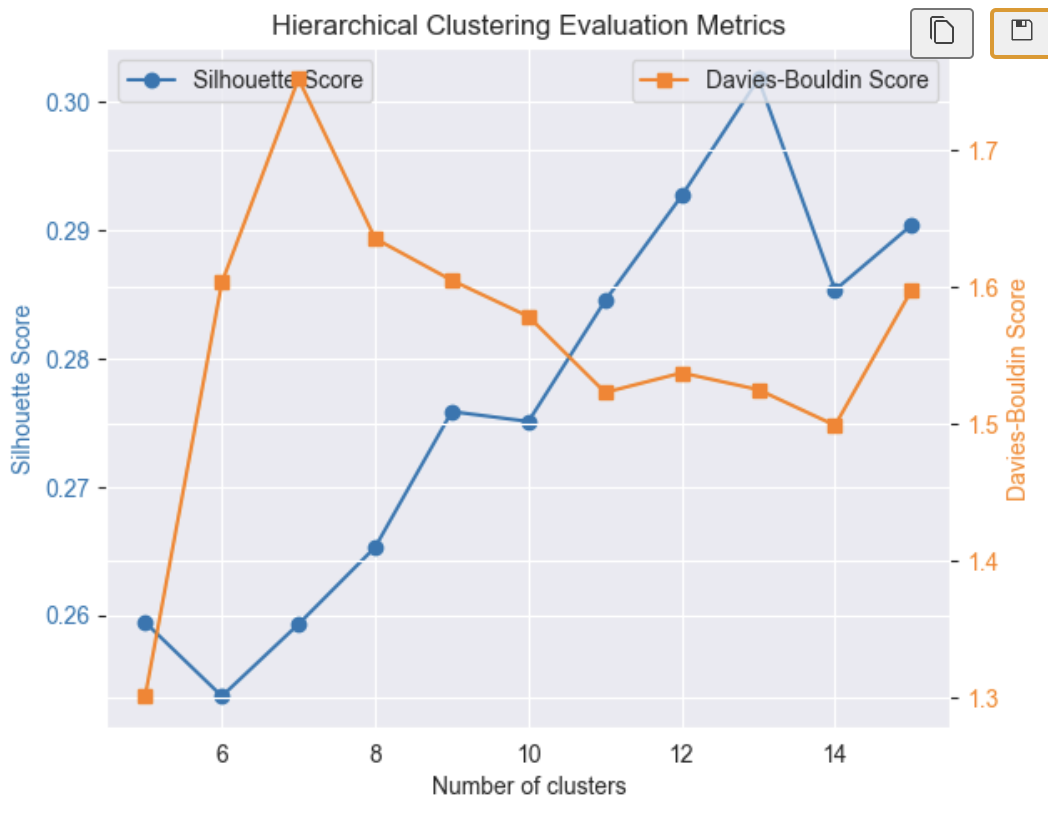 Hierarchical Clustering Evaluation Metrics
Silhouette Score
Davies-Bouldin Score
0.30
0.29
0.28
0.27
0.26
Silhouette Score
1.7
1.6
1.5
1.4
1.3
Davies-Bouldin Score
6 8 10 12 14
Number of clusters